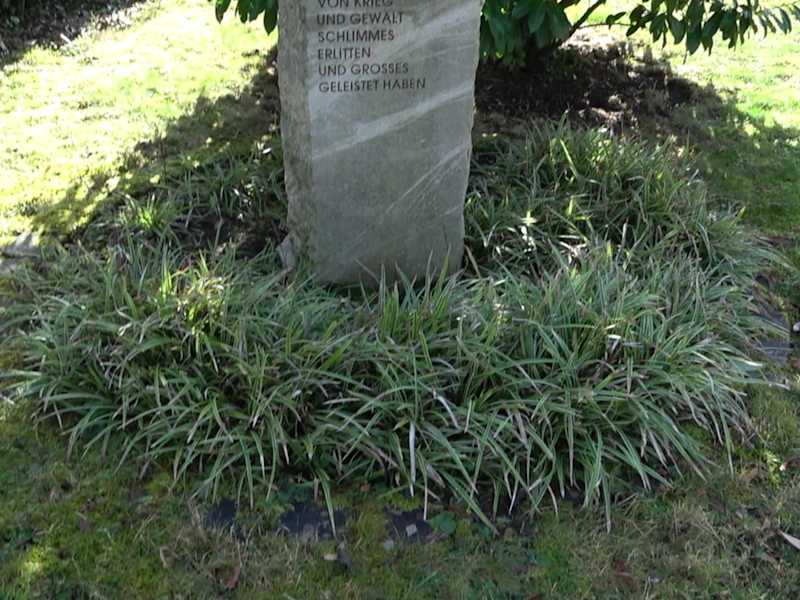 VON KRIEG
UND GEWALT
SCHLIMMES
ERLITTEN
UND GROSSES
GELEISTET HABEN